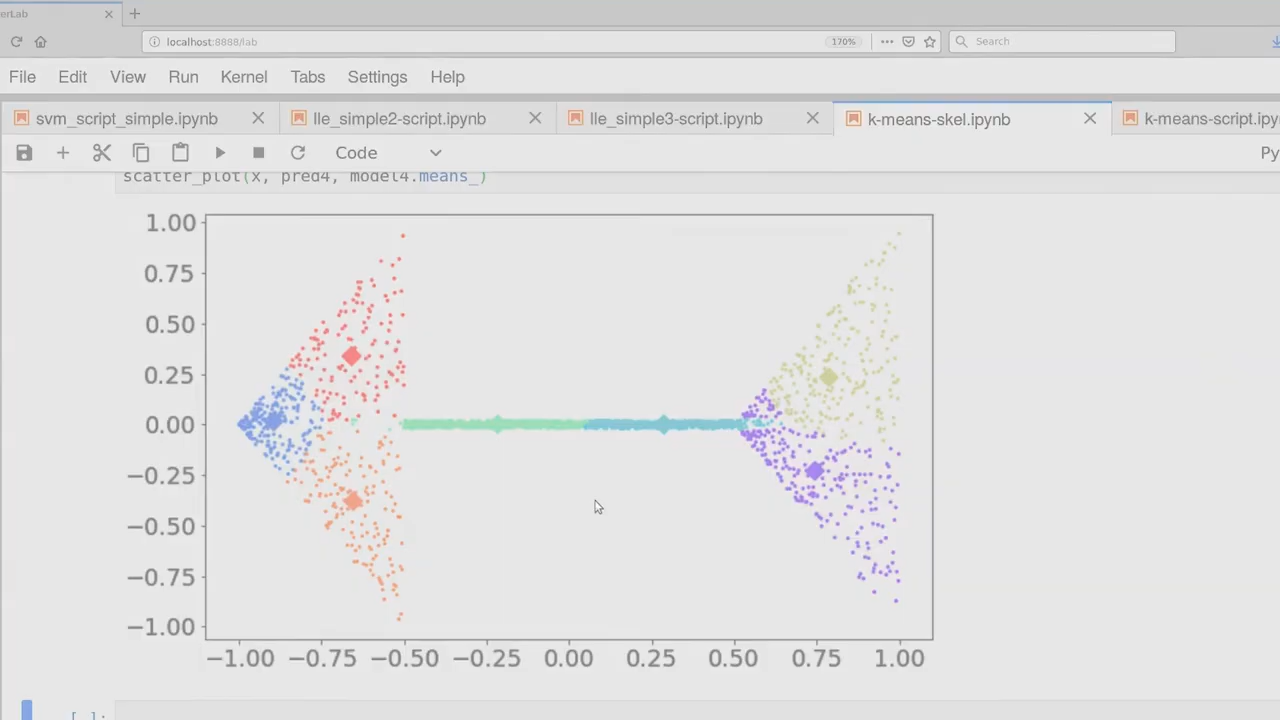 erLab
localhost:8888/lab 170% Search
File Edit View Run Kernel Tabs Settings Help
svm_script_simple.ipynb lle_simple2-script.ipynb lle_simple3-script.ipynb k-means-skel.ipynb k-means-script.ipy
Code Py
scatter_plot(x, pred4, model4.means_)
1.00
0.75
0.50
0.25
0.00
−0.25
−0.50
−0.75
−1.00
−1.00 −0.75 −0.50 −0.25 0.00 0.25 0.50 0.75 1.00
[ ]: